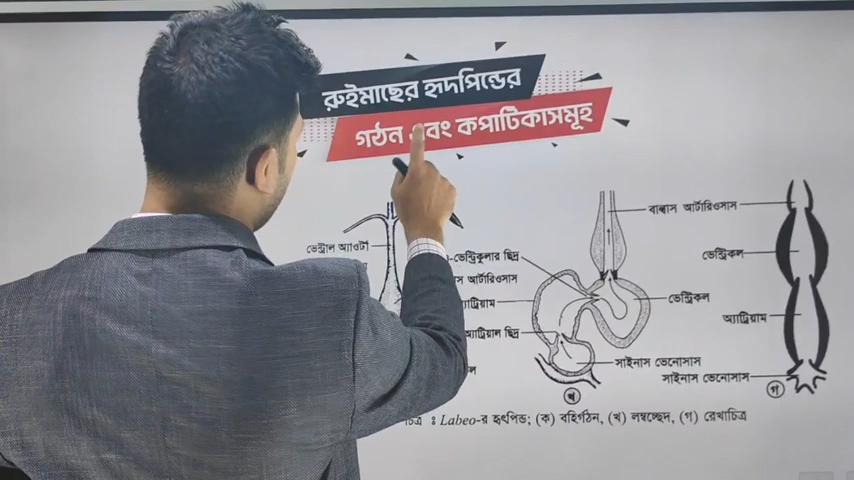 রুইমাছের হৃদপিন্ডের
গঠন এবং কপাটিকাসমূহ
ভেন্ট্রাল অ্যাওর্টা
-ভেন্ট্রিকুলার ছিদ্র
আর্টারিওসাস
অ্যাট্রিয়াল ছিদ্র
বাল্বাস আর্টারিওসাস
ভেন্ট্রিকল
ভেন্ট্রিকল
অ্যাট্রিয়াম
সাইনাস ভেনোসাস
সাইনাস ভেনোসাস
খ
গ
চিত্র ঃ Labeo-র হৃৎপিন্ড; (ক) বহির্গঠন, (খ) লম্বচ্ছেদ, (গ) রেখাচিত্র